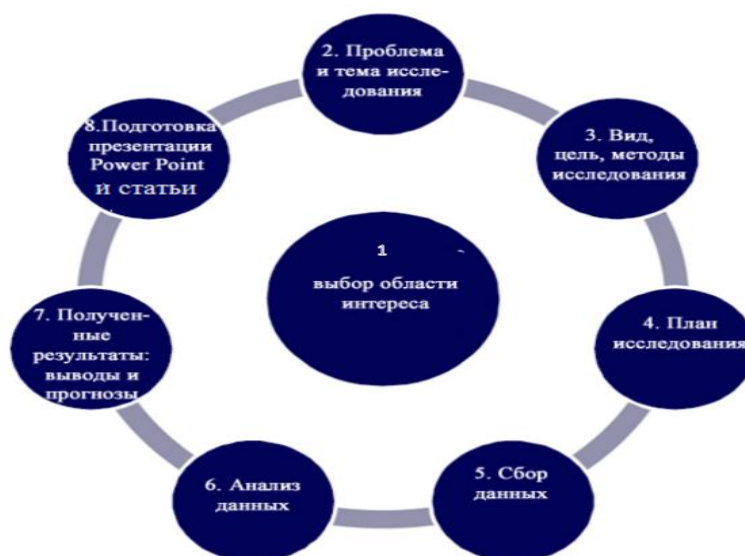 1
выбор области
интереса
2. Проблема
и тема иссле-
дования
3. Вид,
цель, методы
исследования
4. План
исследования
5. Сбор
данных
6. Анализ
данных
7. Получен-
ные
результаты:
выводы и
прогнозы
8.Подготовка
презентации
Power Point
и статьи